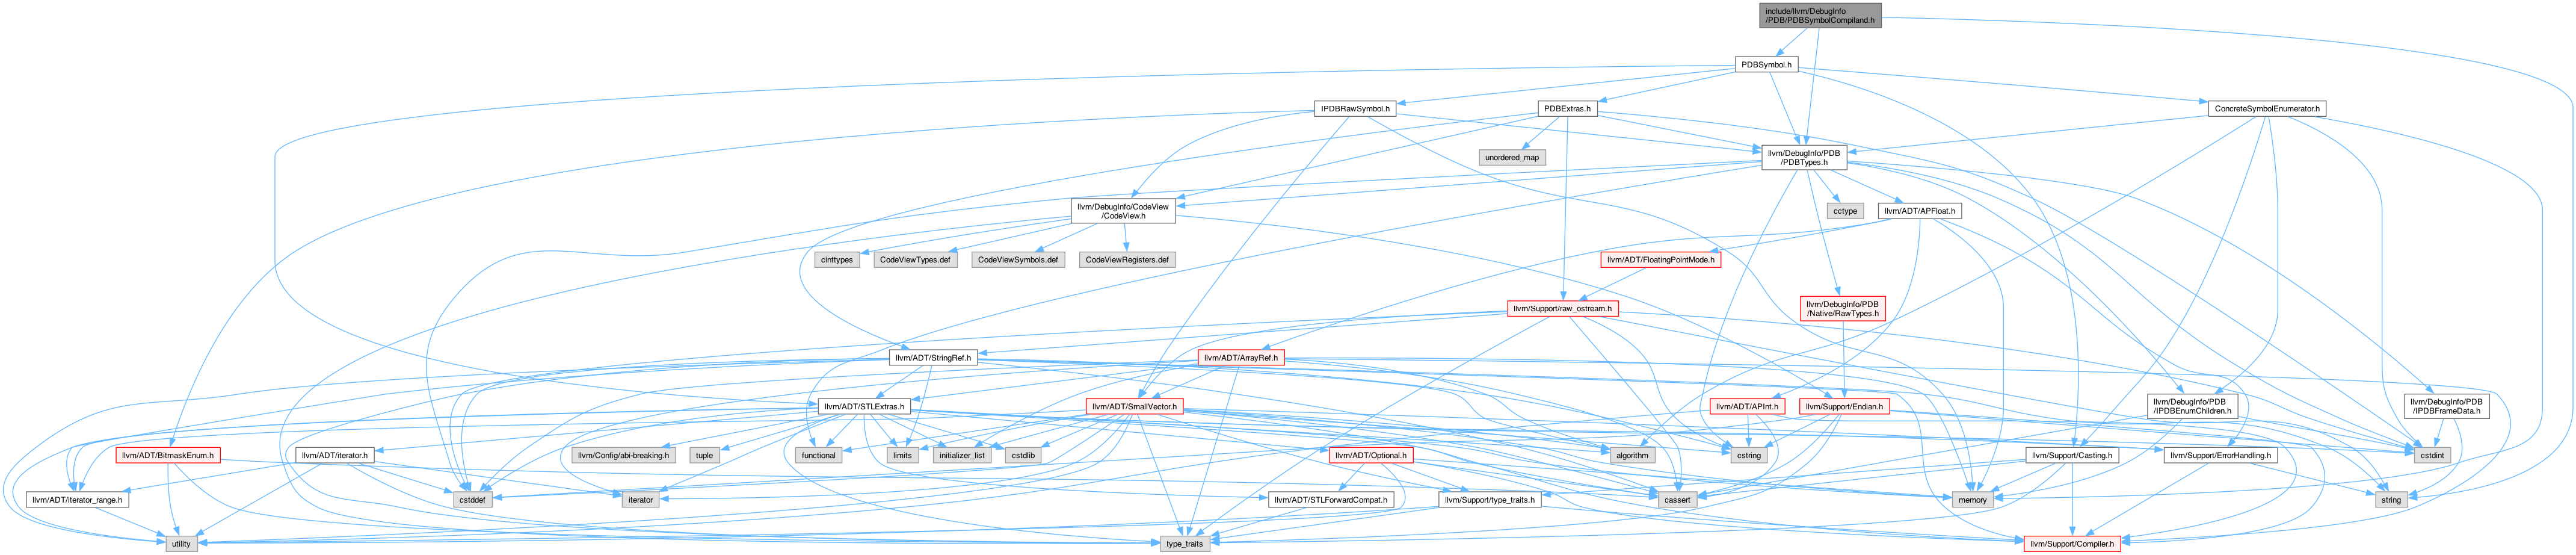 include/llvm/DebugInfo
/PDB/PDBSymbolCompiland.h
PDBSymbol.h
IPDBRawSymbol.h
PDBExtras.h
ConcreteSymbolEnumerator.h
unordered_map
llvm/DebugInfo/PDB
/PDBTypes.h
llvm/DebugInfo/CodeView
/CodeView.h
cctype
llvm/ADT/APFloat.h
cinttypes
CodeViewTypes.def
CodeViewSymbols.def
CodeViewRegisters.def
llvm/ADT/FloatingPointMode.h
llvm/Support/raw_ostream.h
llvm/DebugInfo/PDB
/Native/RawTypes.h
llvm/ADT/StringRef.h
llvm/ADT/ArrayRef.h
llvm/ADT/STLExtras.h
llvm/ADT/SmallVector.h
llvm/ADT/APInt.h
llvm/Support/Endian.h
llvm/DebugInfo/PDB
/IPDBEnumChildren.h
llvm/DebugInfo/PDB
/IPDBFrameData.h
llvm/ADT/BitmaskEnum.h
llvm/ADT/iterator.h
llvm/Config/abi-breaking.h
tuple
functional
limits
initializer_list
cstdlib
llvm/ADT/Optional.h
algorithm
cstring
llvm/Support/Casting.h
llvm/Support/ErrorHandling.h
cstdint
llvm/ADT/iterator_range.h
cstddef
iterator
llvm/ADT/STLForwardCompat.h
llvm/Support/type_traits.h
cassert
memory
string
utility
type_traits
llvm/Support/Compiler.h